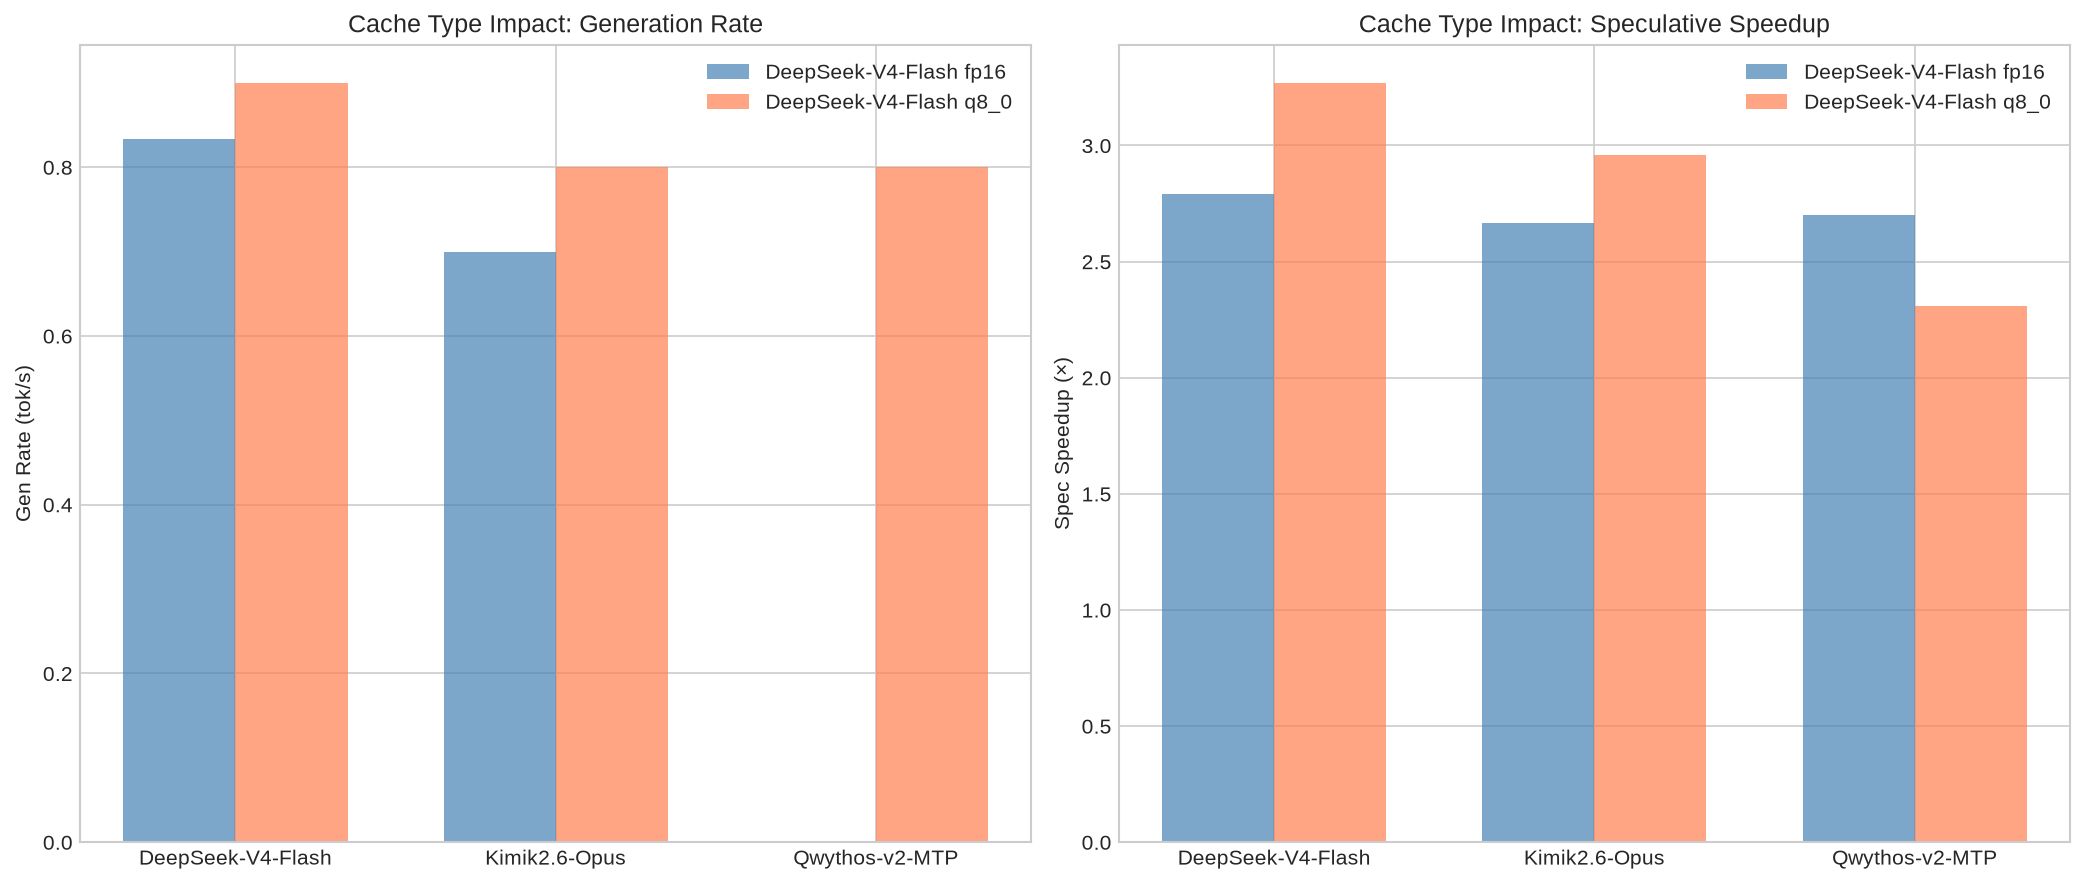 Cache Type Impact: Generation Rate
DeepSeek-V4-Flash fp16
DeepSeek-V4-Flash q8_0
Gen Rate (tok/s)
0.8
0.6
0.4
0.2
0.0
DeepSeek-V4-Flash
Kimik2.6-Opus
Qwythos-v2-MTP
Cache Type Impact: Speculative Speedup
DeepSeek-V4-Flash fp16
DeepSeek-V4-Flash q8_0
Spec Speedup (×)
3.0
2.5
2.0
1.5
1.0
0.5
0.0
DeepSeek-V4-Flash
Kimik2.6-Opus
Qwythos-v2-MTP